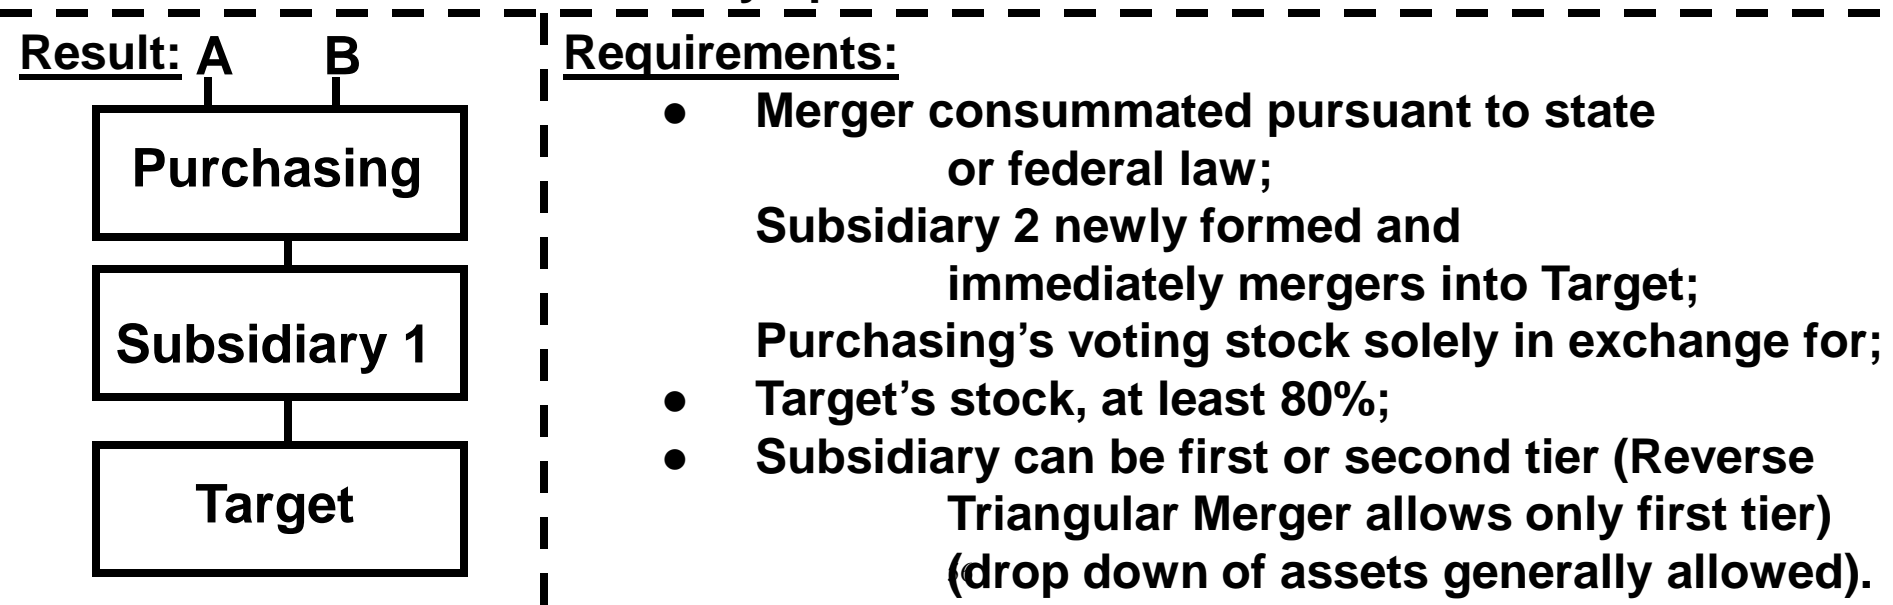 Result: A B
Purchasing
Subsidiary 1
Target
Requirements:
● Merger consummated pursuant to state
or federal law;
Subsidiary 2 newly formed and
immediately mergers into Target;
Purchasing’s voting stock solely in exchange for;
● Target’s stock, at least 80%;
● Subsidiary can be first or second tier (Reverse
Triangular Merger allows only first tier)
(drop down of assets generally allowed).